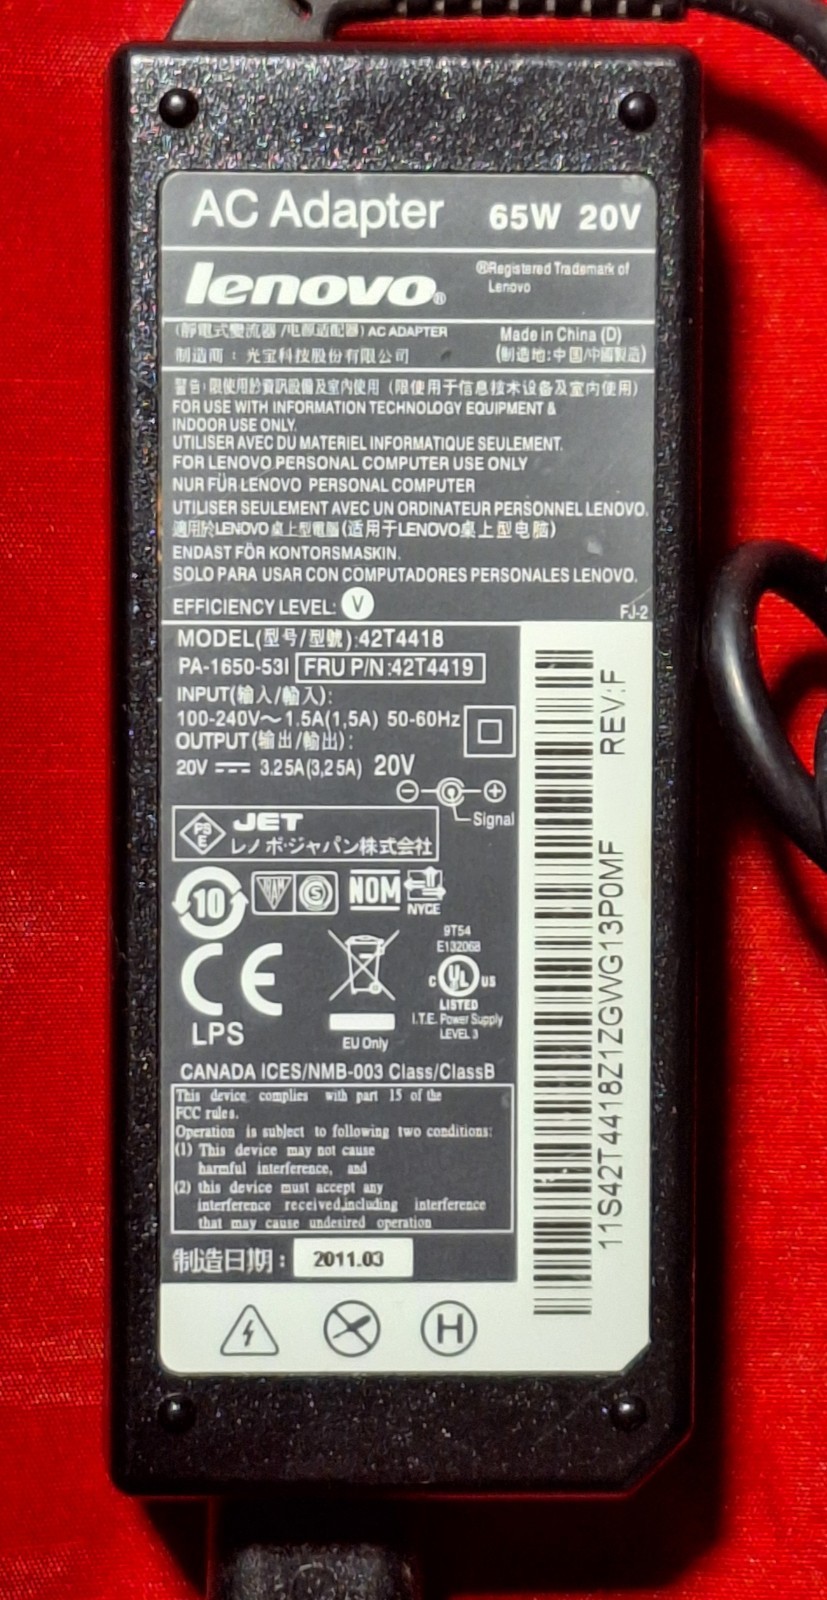 AC Adapter 65W 20V
lenovo® ®Registered Trademark of
Lenovo
(靜電式變流器/电源适配器) AC ADAPTER Made in China (D)
制造商：光宝科技股份有限公司 (制造地:中国/中國製造)
警告:限使用於資訊設備及室內使用 (限使用于信息技术设备及室内使用)
FOR USE WITH INFORMATION TECHNOLOGY EQUIPMENT &
INDOOR USE ONLY.
UTILISER AVEC DU MATERIEL INFORMATIQUE SEULEMENT.
FOR LENOVO PERSONAL COMPUTER USE ONLY
NUR FÜR LENOVO PERSONAL COMPUTER
UTILISER SEULEMENT AVEC UN ORDINATEUR PERSONNEL LENOVO.
適用於LENOVO桌上型電腦(适用于LENOVO桌上型电脑)
ENDAST FÖR KONTORSMASKIN.
SOLO PARA USAR CON COMPUTADORES PERSONALES LENOVO.
EFFICIENCY LEVEL: V FJ-2
MODEL(型号/型號):42T4418
PA-1650-53I FRU P/N:42T4419
INPUT(输入/輸入):
100-240V～1.5A(1,5A) 50-60Hz
OUTPUT(输出/輸出):
20V 3.25A(3,25A) 20V
Signal
PSE JET
レノボ・ジャパン株式会社
10 S NOM NYCE
9T54
E132068
CE
C UL US
LISTED
I.T.E. Power Supply
LEVEL 3
LPS
EU Only
CANADA ICES/NMB-003 Class/ClassB
This device complies with part 15 of the
FCC rules.
Operation is subject to following two conditions:
(1) This device may not cause
harmful interference, and
(2) this device must accept any
interference received,including interference
that may cause undesired operation
制造日期：2011.03
H
REV:F
11S42T4418Z1ZGWG13P0MF